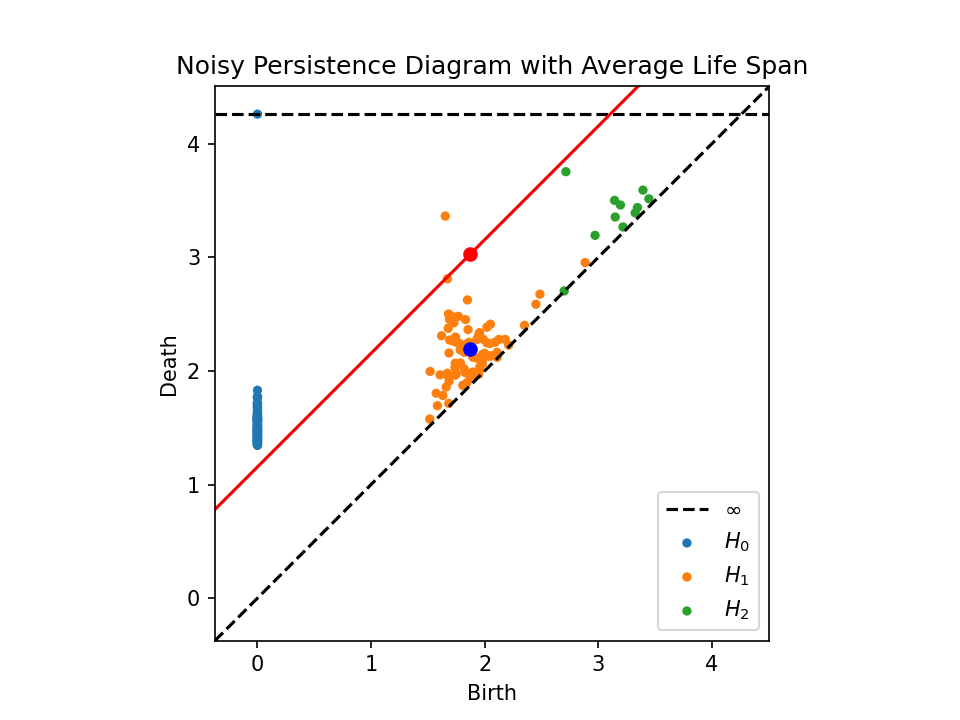 Noisy Persistence Diagram with Average Life Span
Death
4
3
2
1
0
0 1 2 3 4
Birth
∞
H₀
H₁
H₂